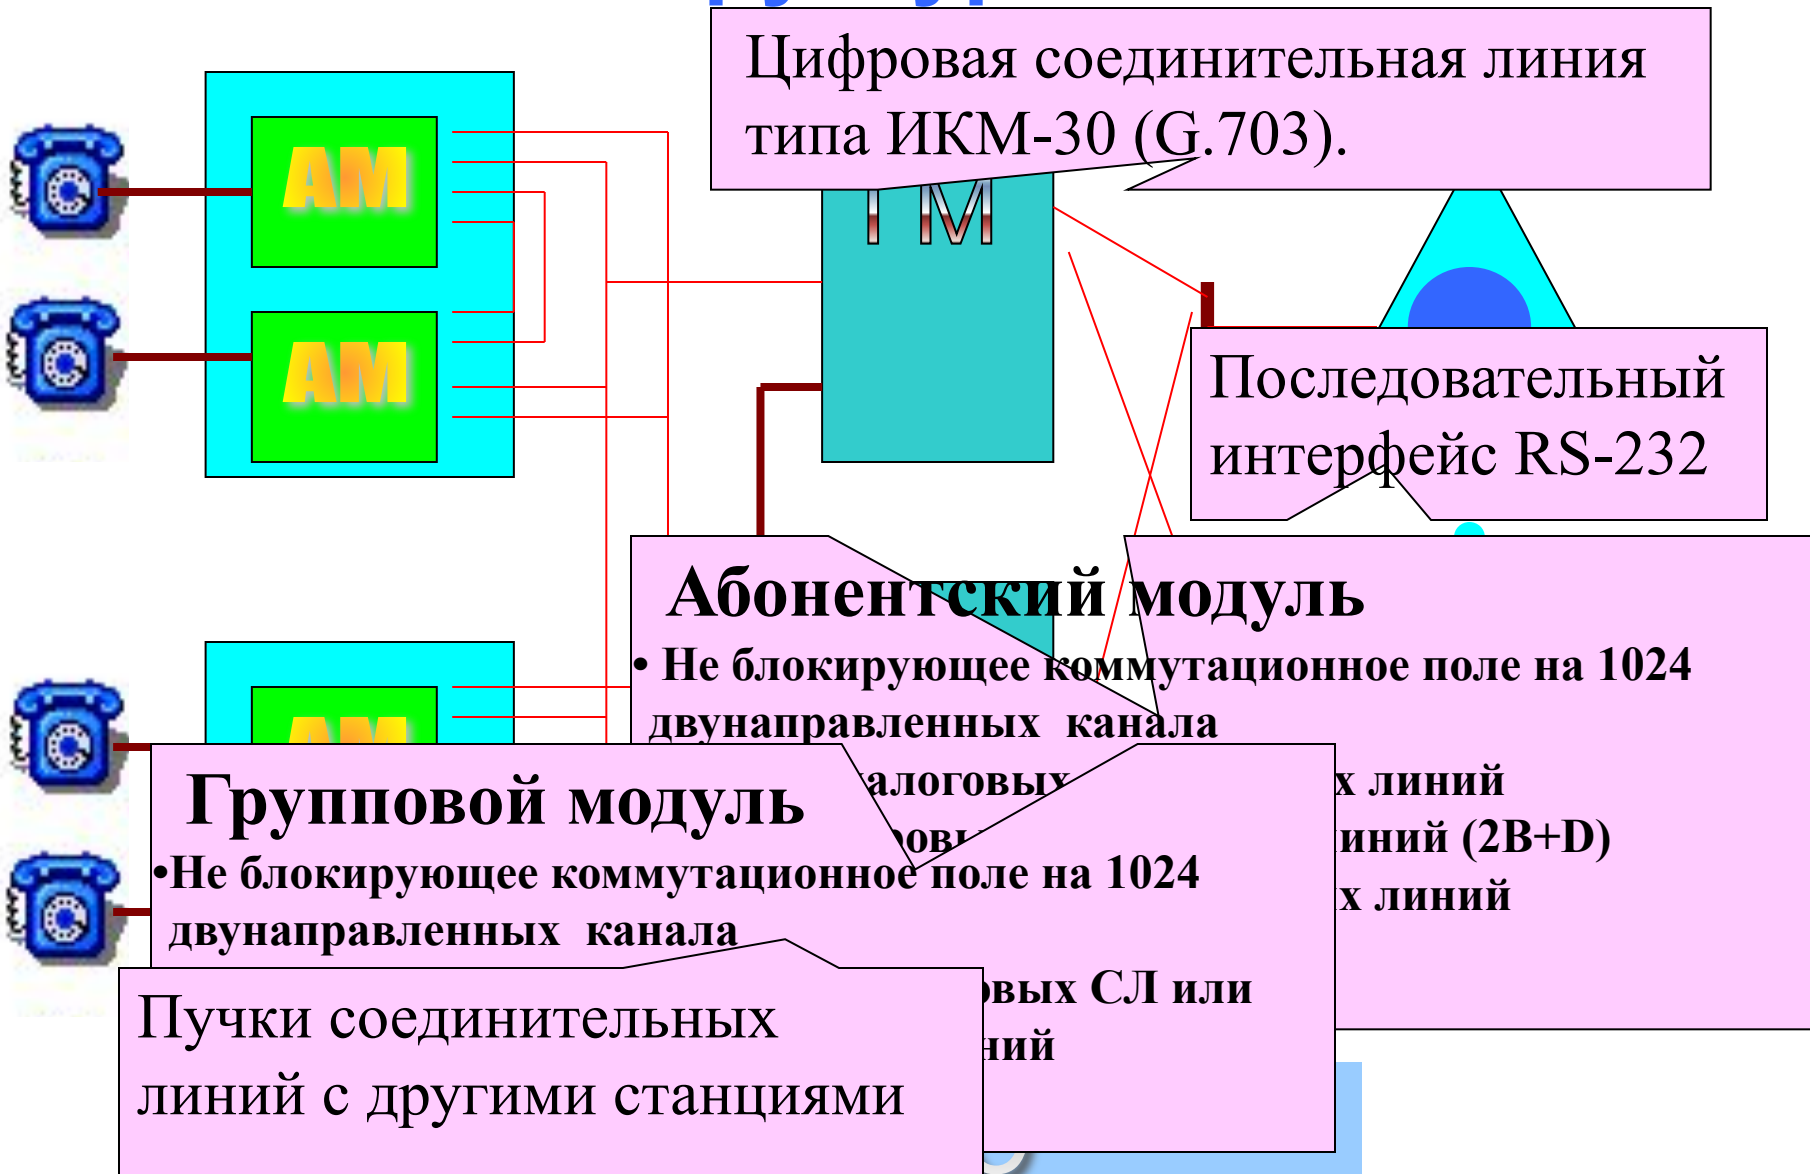 Цифровая соединительная линия
типа ИКМ-30 (G.703).
АМ
АМ
ГМ
Последовательный
интерфейс RS-232
Абонентский модуль
• Не блокирующее коммутационное поле на 1024
двунаправленных канала
линий
(2B+D)
линий
АМ
Групповой модуль
•Не блокирующее коммутационное поле на 1024
двунаправленных канала
СЛ или
Пучки соединительных
линий с другими станциями